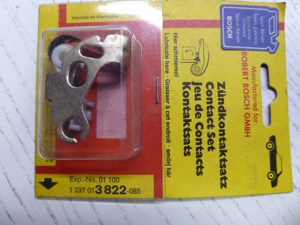 Manufactured for
ROBERT BOSCH GMBH
BOSCH
Zündkontaktsatz
Contact Set
Jeu de Contacts
Kontaktsats
Hier schmieren!
Lubricate here · Graisser à cet endroit · smörj här
Exp.-No. 01 100
1 237 013 822-085